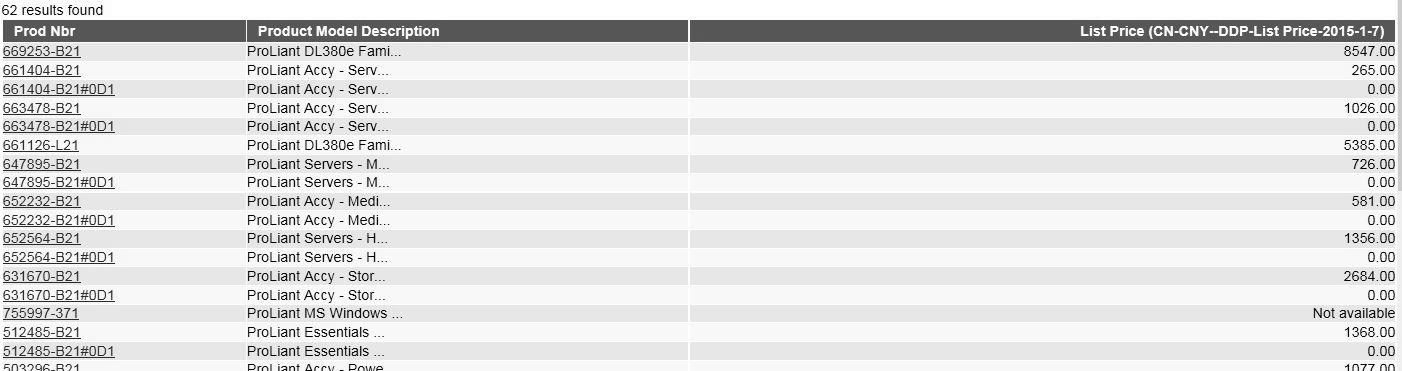 62 results found
Prod Nbr Product Model Description List Price (CN-CNY--DDP-List Price-2015-1-7)
669253-B21 ProLiant DL380e Fami... 8547.00
661404-B21 ProLiant Accy - Serv... 265.00
661404-B21#0D1 ProLiant Accy - Serv... 0.00
663478-B21 ProLiant Accy - Serv... 1026.00
663478-B21#0D1 ProLiant Accy - Serv... 0.00
661126-L21 ProLiant DL380e Fami... 5385.00
647895-B21 ProLiant Servers - M... 726.00
647895-B21#0D1 ProLiant Servers - M... 0.00
652232-B21 ProLiant Accy - Medi... 581.00
652232-B21#0D1 ProLiant Accy - Medi... 0.00
652564-B21 ProLiant Servers - H... 1356.00
652564-B21#0D1 ProLiant Servers - H... 0.00
631670-B21 ProLiant Accy - Stor... 2684.00
631670-B21#0D1 ProLiant Accy - Stor... 0.00
755997-371 ProLiant MS Windows ... Not available
512485-B21 ProLiant Essentials ... 1368.00
512485-B21#0D1 ProLiant Essentials ... 0.00
503296-B21 ProLiant Accy - Powe... 1077.00